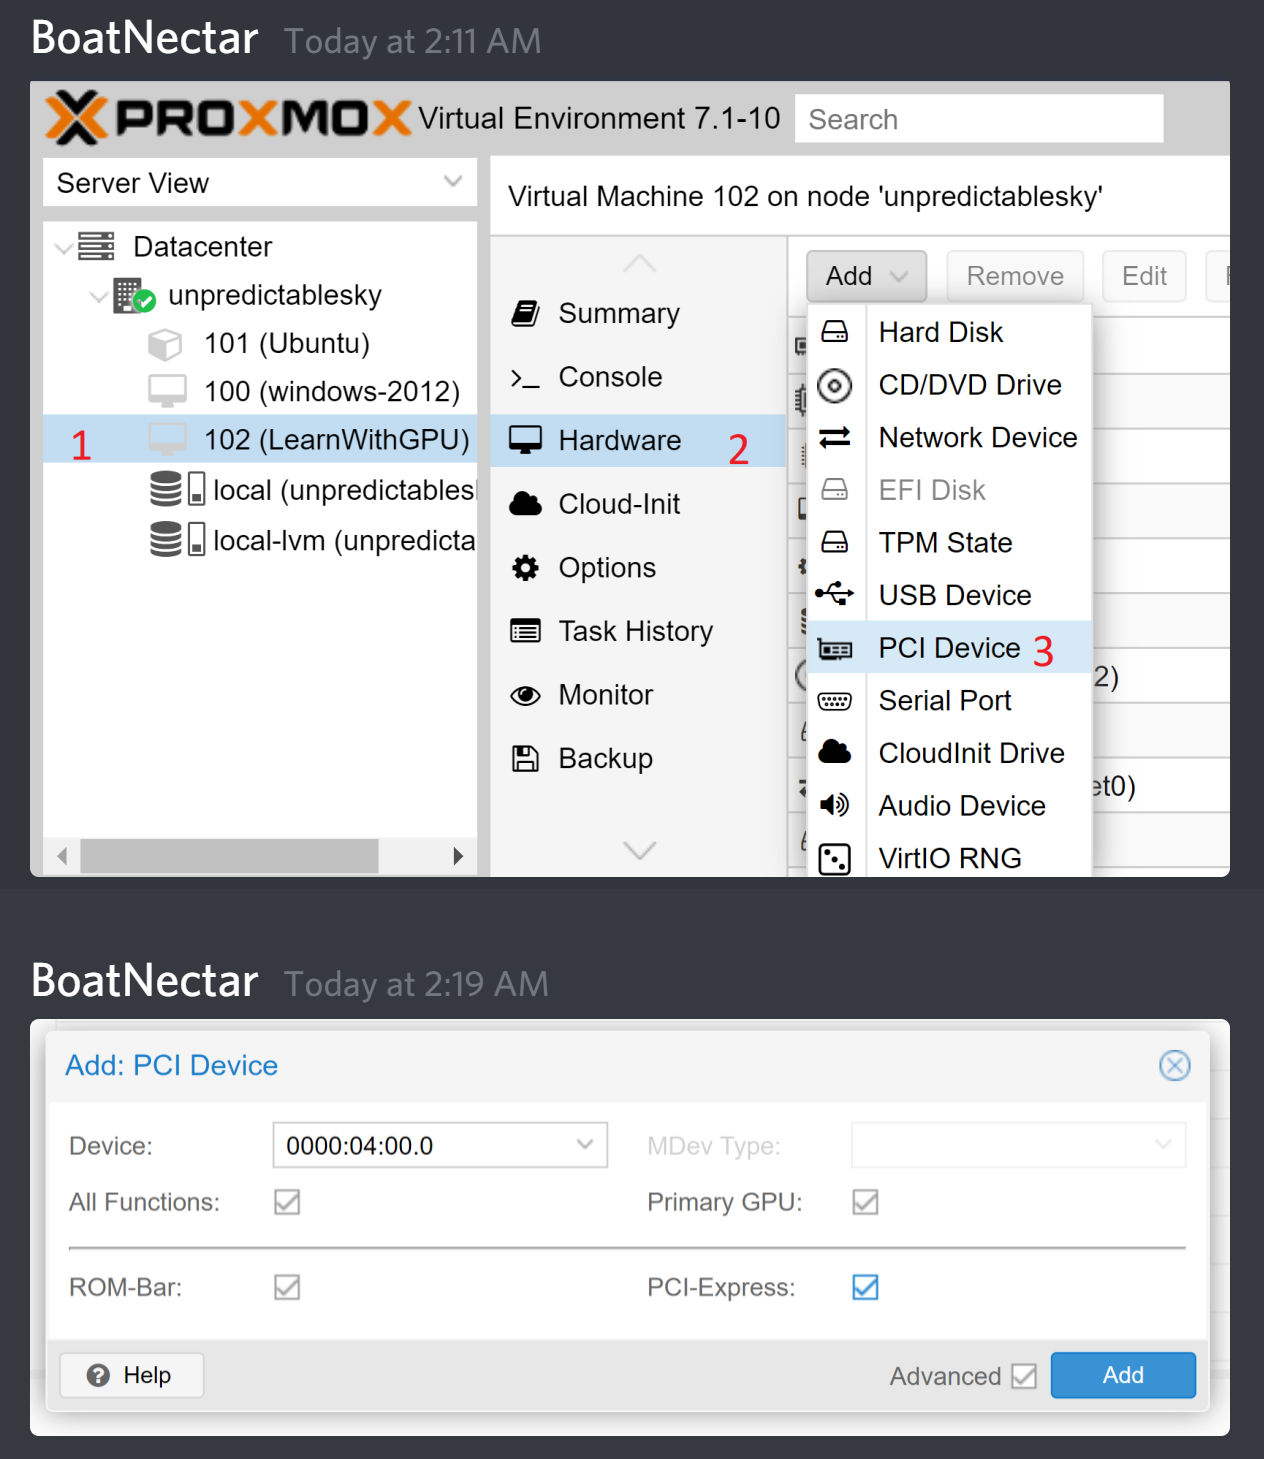 BoatNectar Today at 2:11 AM
PROXMOX Virtual Environment 7.1-10 Search
Server View
Virtual Machine 102 on node 'unpredictablesky'
Datacenter
unpredictablesky
101 (Ubuntu)
100 (windows-2012)
1 102 (LearnWithGPU)
local (unpredictables
local-lvm (unpredicta
Summary
Console
Hardware 2
Cloud-Init
Options
Task History
Monitor
Backup
Add Remove Edit
Hard Disk
CD/DVD Drive
Network Device
EFI Disk
TPM State
USB Device
PCI Device 3
2)
Serial Port
CloudInit Drive
et0)
Audio Device
VirtIO RNG
BoatNectar Today at 2:19 AM
Add: PCI Device
Device: 0000:04:00.0 MDev Type:
All Functions: Primary GPU:
ROM-Bar: PCI-Express:
Help Advanced Add